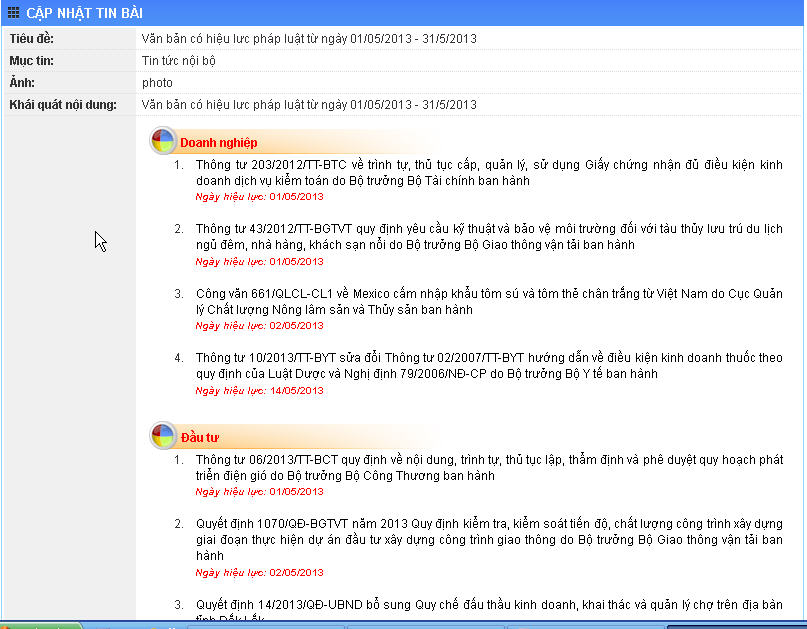 CẬP NHẬT TIN BÀI
Tiêu đề: Văn bản có hiệu lưc pháp luật từ ngày 01/05/2013 - 31/5/2013
Mục tin: Tin tức nội bộ
Ảnh: photo
Khái quát nội dung: Văn bản có hiệu lưc pháp luật từ ngày 01/05/2013 - 31/5/2013
Doanh nghiệp
1. Thông tư 203/2012/TT-BTC về trình tự, thủ tục cấp, quản lý, sử dụng Giấy chứng nhận đủ điều kiện kinh
doanh dịch vụ kiểm toán do Bộ trưởng Bộ Tài chính ban hành
Ngày hiệu lực: 01/05/2013
2. Thông tư 43/2012/TT-BGTVT quy định yêu cầu kỹ thuật và bảo vệ môi trường đối với tàu thủy lưu trú du lịch
ngủ đêm, nhà hàng, khách sạn nổi do Bộ trưởng Bộ Giao thông vận tải ban hành
Ngày hiệu lực: 01/05/2013
3. Công văn 661/QLCL-CL1 về Mexico cấm nhập khẩu tôm sú và tôm thẻ chân trắng từ Việt Nam do Cục Quản
lý Chất lượng Nông lâm sản và Thủy sản ban hành
Ngày hiệu lực: 02/05/2013
4. Thông tư 10/2013/TT-BYT sửa đổi Thông tư 02/2007/TT-BYT hướng dẫn về điều kiện kinh doanh thuốc theo
quy định của Luật Dược và Nghị định 79/2006/NĐ-CP do Bộ trưởng Bộ Y tế ban hành
Ngày hiệu lực: 14/05/2013
Đầu tư
1. Thông tư 06/2013/TT-BCT quy định về nội dung, trình tự, thủ tục lập, thẩm định và phê duyệt quy hoạch phát
triển điện gió do Bộ trưởng Bộ Công Thương ban hành
Ngày hiệu lực: 01/05/2013
2. Quyết định 1070/QĐ-BGTVT năm 2013 Quy định kiểm tra, kiểm soát tiến độ, chất lượng công trình xây dựng
giai đoạn thực hiện dự án đầu tư xây dựng công trình giao thông do Bộ trưởng Bộ Giao thông vận tải ban
hành
Ngày hiệu lực: 02/05/2013
3. Quyết định 14/2013/QĐ-UBND bổ sung Quy chế đấu thầu kinh doanh, khai thác và quản lý chợ trên địa bàn
tỉnh Đắk Lắk